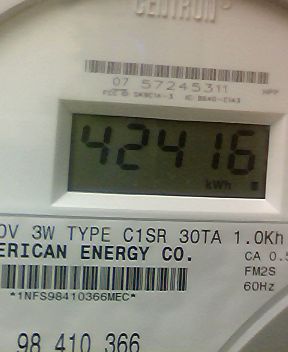 CENTRON®
07 57245311
42416
kWh
0V 3W TYPE C1SR 30TA 1.0Kh
ERICAN ENERGY CO.
CA 0.5
FM2S
60Hz
*1NFS98410366MEC*
98 410 366